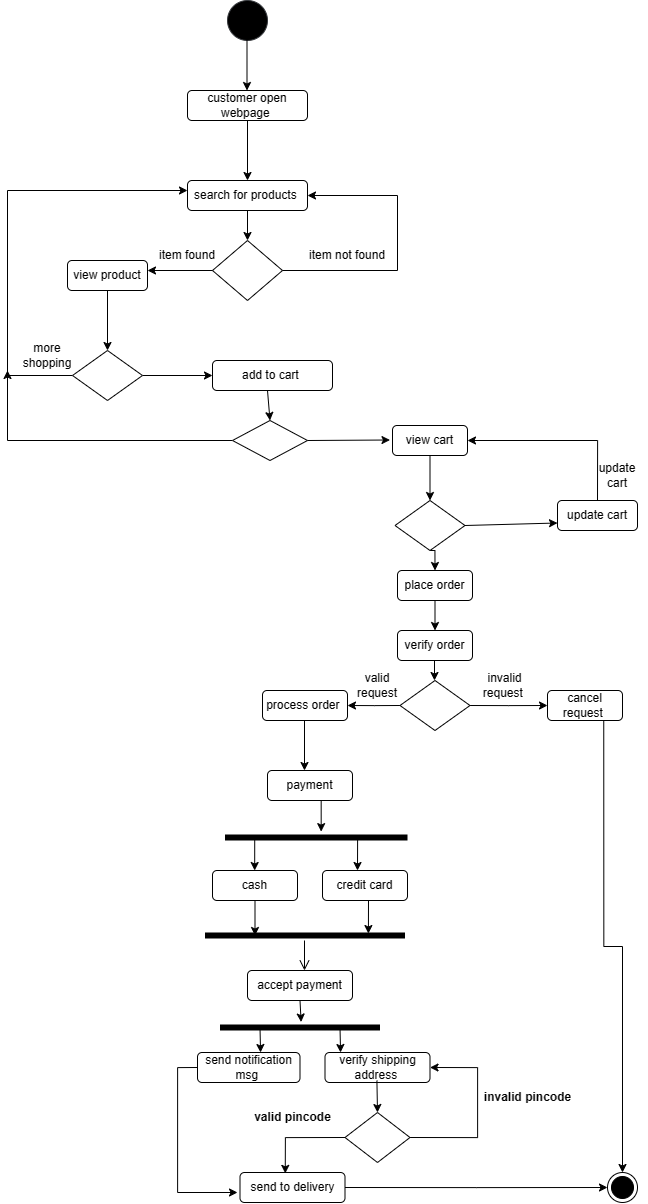 customer open
webpage
search for products
item found
item not found
view product
more
shopping
add to cart
view cart
update
cart
update cart
place order
verify order
valid
request
invalid
request
process order
cancel
request
payment
cash
credit card
accept payment
send notification
msg
verify shipping
address
invalid pincode
valid pincode
send to delivery